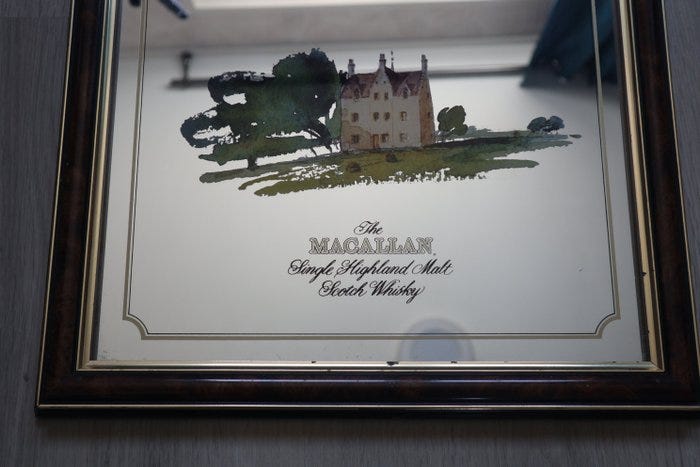 The
MACALLAN
Single Highland Malt
Scotch Whisky